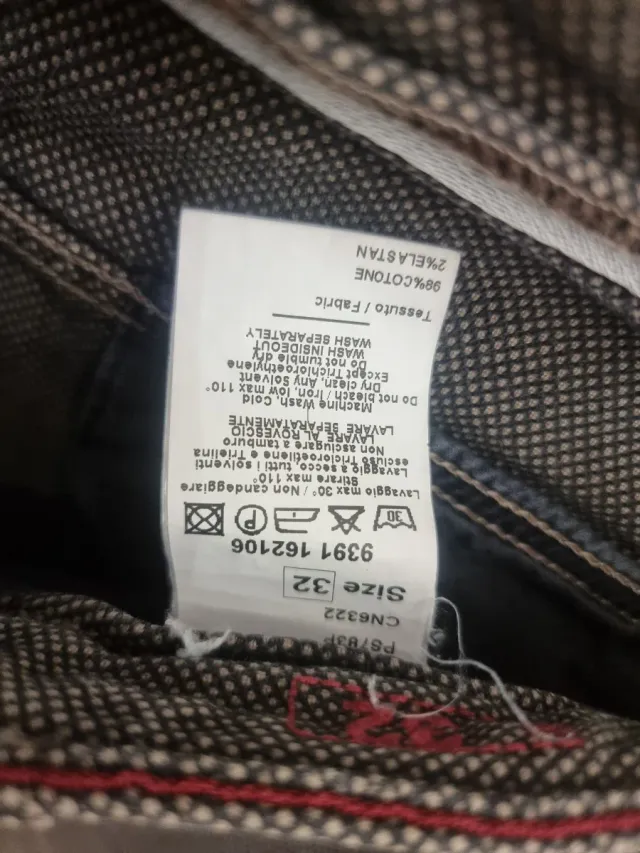 PS/83F
CN6322
Size 32
9391 162106
30 P
Lavaggio max 30° / Non candeggiare
Stirare max 110°
Lavaggio a secco, tutti i solventi
escluso Tricloroetilene e Trielina
Non asciugare a tamburo
LAVARE AL ROVESCIO
LAVARE SEPARATAMENTE
Machine Wash, Cold
Do not bleach / Iron, low max 110°
Dry clean, Any Solvent
Except Trichloroethylene
Do not tumble dry
WASH INSIDEOUT
WASH SEPARATELY
Tessuto / Fabric
98%COTONE
2%ELASTAN